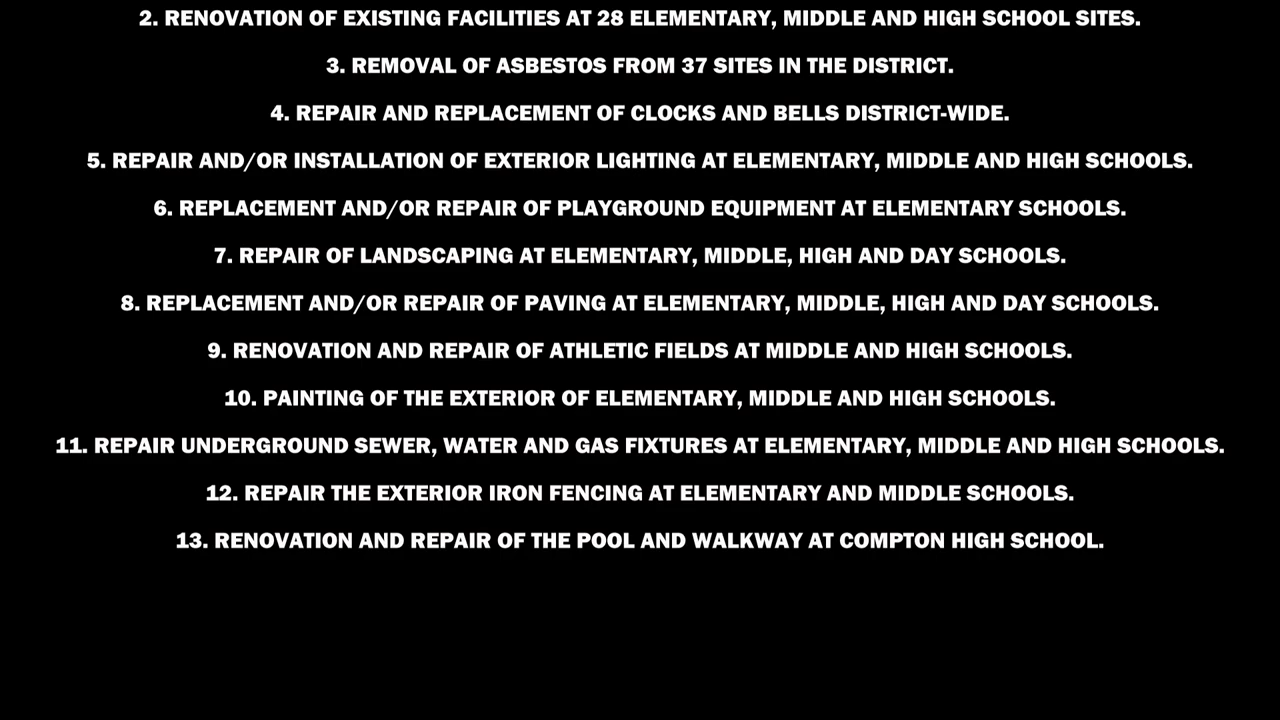 2. RENOVATION OF EXISTING FACILITIES AT 28 ELEMENTARY, MIDDLE AND HIGH SCHOOL SITES.
3. REMOVAL OF ASBESTOS FROM 37 SITES IN THE DISTRICT.
4. REPAIR AND REPLACEMENT OF CLOCKS AND BELLS DISTRICT-WIDE.
5. REPAIR AND/OR INSTALLATION OF EXTERIOR LIGHTING AT ELEMENTARY, MIDDLE AND HIGH SCHOOLS.
6. REPLACEMENT AND/OR REPAIR OF PLAYGROUND EQUIPMENT AT ELEMENTARY SCHOOLS.
7. REPAIR OF LANDSCAPING AT ELEMENTARY, MIDDLE, HIGH AND DAY SCHOOLS.
8. REPLACEMENT AND/OR REPAIR OF PAVING AT ELEMENTARY, MIDDLE, HIGH AND DAY SCHOOLS.
9. RENOVATION AND REPAIR OF ATHLETIC FIELDS AT MIDDLE AND HIGH SCHOOLS.
10. PAINTING OF THE EXTERIOR OF ELEMENTARY, MIDDLE AND HIGH SCHOOLS.
11. REPAIR UNDERGROUND SEWER, WATER AND GAS FIXTURES AT ELEMENTARY, MIDDLE AND HIGH SCHOOLS.
12. REPAIR THE EXTERIOR IRON FENCING AT ELEMENTARY AND MIDDLE SCHOOLS.
13. RENOVATION AND REPAIR OF THE POOL AND WALKWAY AT COMPTON HIGH SCHOOL.